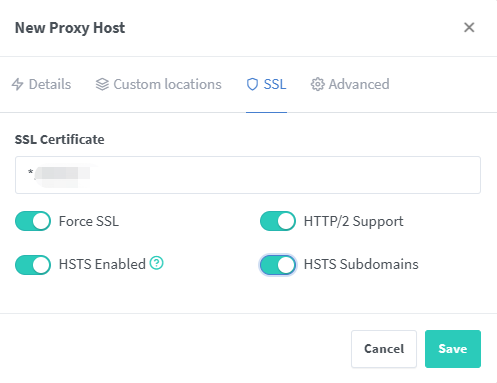 New Proxy Host
Details Custom locations SSL Advanced
SSL Certificate
*
Force SSL HTTP/2 Support
HSTS Enabled HSTS Subdomains
Cancel Save